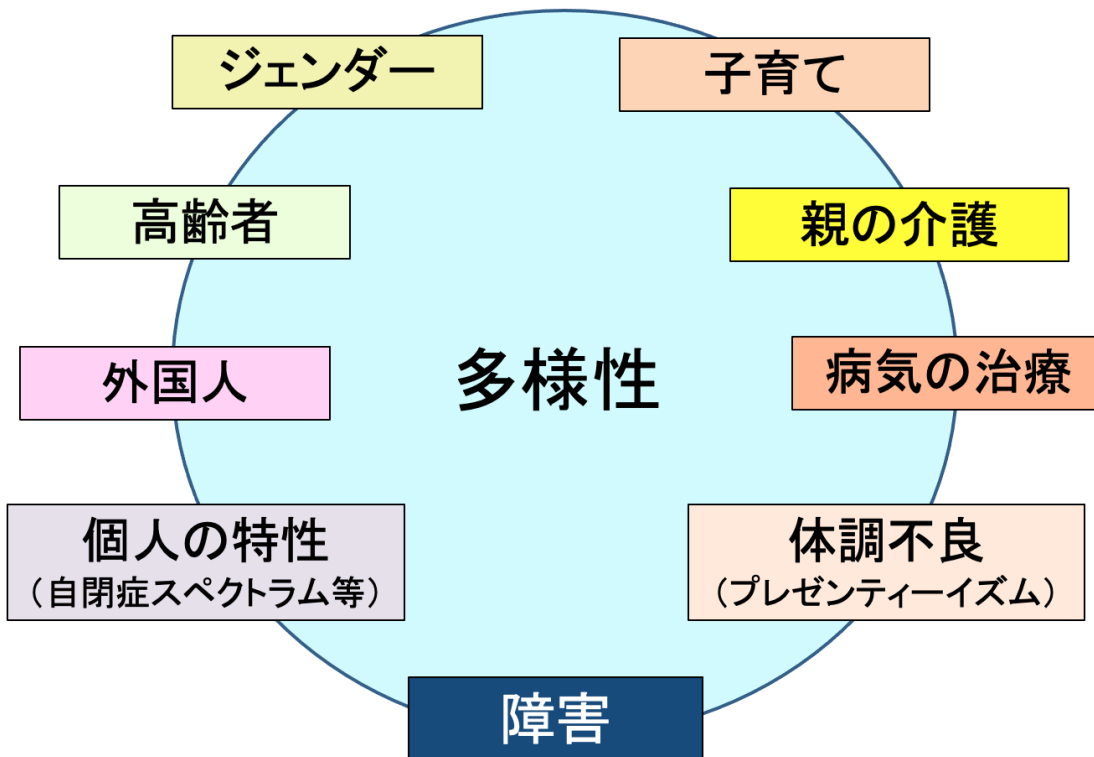 ジェンダー
子育て
高齢者
親の介護
多様性
外国人
病気の治療
個人の特性
（自閉症スペクトラム等）
体調不良
（プレゼンティーイズム）
障害